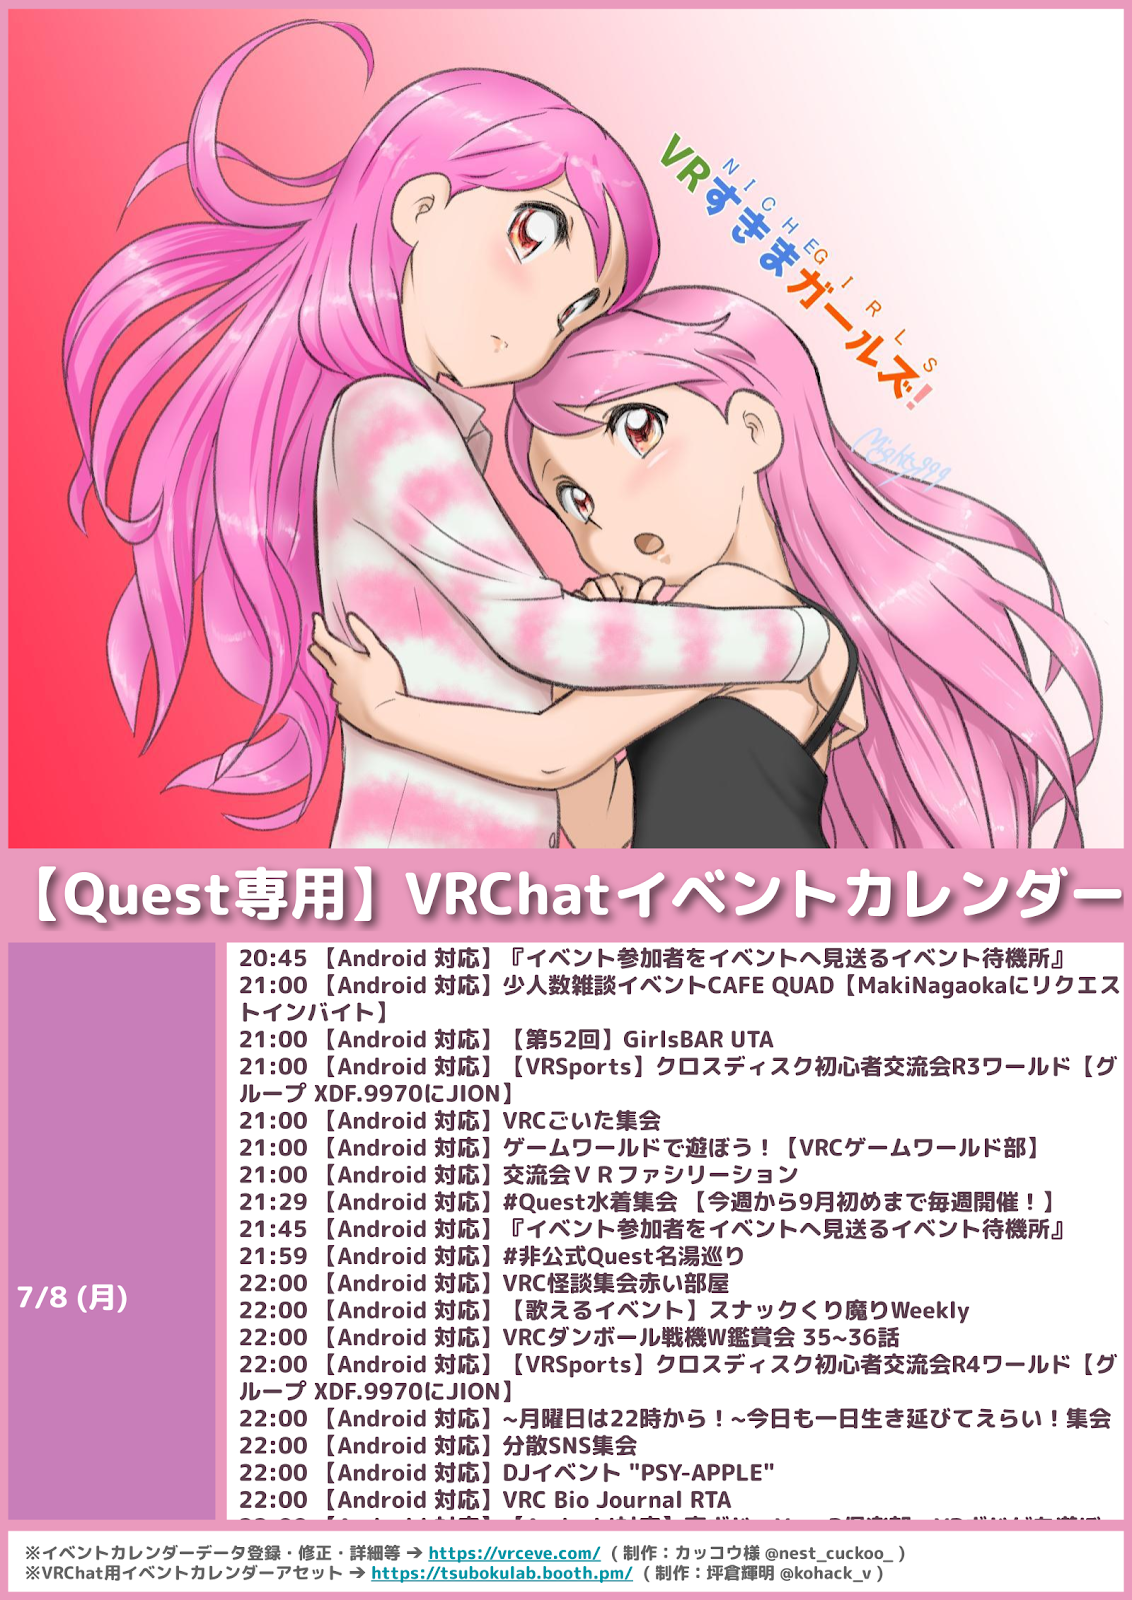 NICHE GIRLS
VRすきまガールズ!
Mighty999
【Quest専用】VRChatイベントカレンダー
7/8 (月)
20:45 【Android 対応】『イベント参加者をイベントへ見送るイベント待機所』
21:00 【Android 対応】少人数雑談イベントCAFE QUAD【MakiNagaokaにリクエス
トインバイト】
21:00 【Android 対応】【第52回】GirlsBAR UTA
21:00 【Android 対応】【VRSports】クロスディスク初心者交流会R3ワールド【グ
ループ XDF.9970にJION】
21:00 【Android 対応】VRCごいた集会
21:00 【Android 対応】ゲームワールドで遊ぼう！【VRCゲームワールド部】
21:00 【Android 対応】交流会ＶＲファシリーション
21:29 【Android 対応】#Quest水着集会 【今週から9月初めまで毎週開催！】
21:45 【Android 対応】『イベント参加者をイベントへ見送るイベント待機所』
21:59 【Android 対応】#非公式Quest名湯巡り
22:00 【Android 対応】VRC怪談集会赤い部屋
22:00 【Android 対応】【歌えるイベント】スナックくり魔りWeekly
22:00 【Android 対応】VRCダンボール戦機W鑑賞会 35~36話
22:00 【Android 対応】【VRSports】クロスディスク初心者交流会R4ワールド【グ
ループ XDF.9970にJION】
22:00 【Android 対応】~月曜日は22時から！~今日も一日生き延びてえらい！集会
22:00 【Android 対応】分散SNS集会
22:00 【Android 対応】DJイベント "PSY-APPLE"
22:00 【Android 対応】VRC Bio Journal RTA
※イベントカレンダーデータ登録・修正・詳細等 ➔ https://vrceve.com/ （制作：カッコウ様 @nest_cuckoo_ ）
※VRChat用イベントカレンダーアセット ➔ https://tsubokulab.booth.pm/ （制作：坪倉輝明 @kohack_v ）